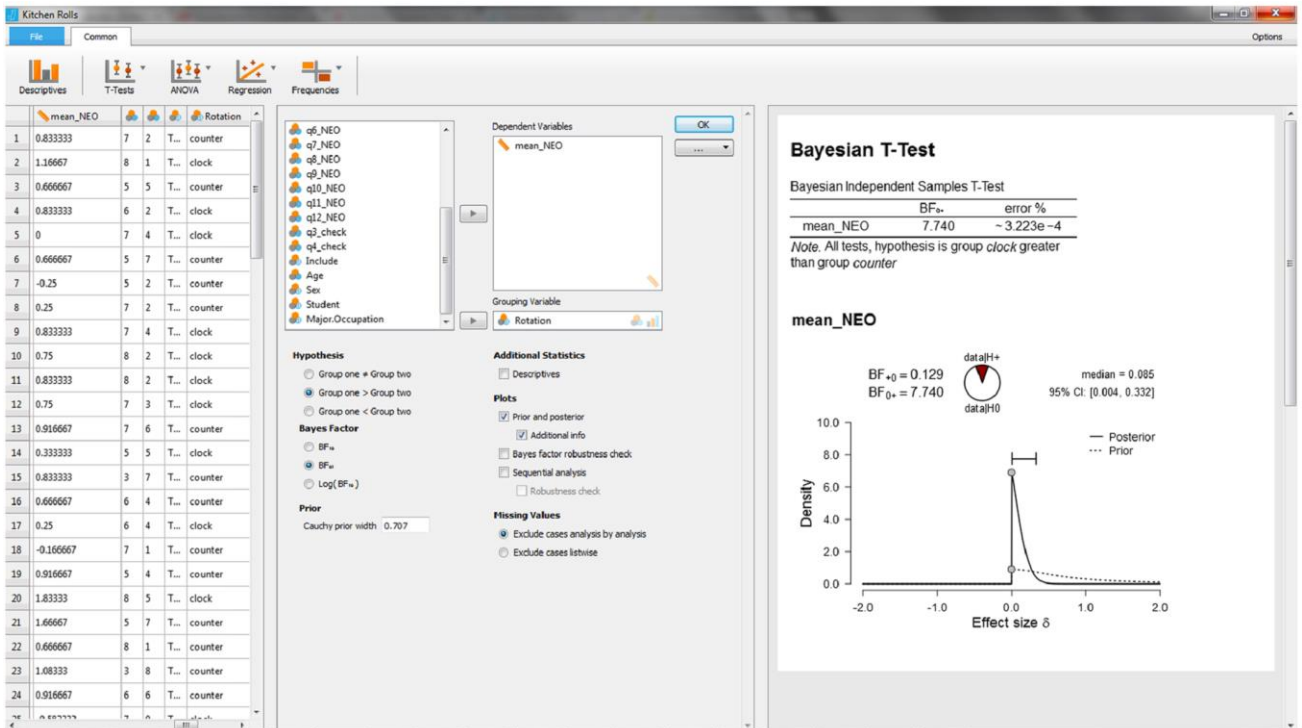 Kitchen Rolls
File Common Options
Descriptives T-Tests ANOVA Regression Frequencies
mean_NEO Rotation
1 0.833333 7 2 T... counter
2 1.16667 8 1 T... clock
3 0.666667 5 5 T... counter
4 0.833333 6 2 T... clock
5 0 7 4 T... clock
6 0.666667 5 7 T... counter
7 -0.25 5 2 T... counter
8 0.25 7 2 T... counter
9 0.833333 7 4 T... clock
10 0.75 8 2 T... clock
11 0.833333 8 2 T... clock
12 0.75 7 3 T... clock
13 0.916667 7 6 T... counter
14 0.333333 5 5 T... clock
15 0.833333 3 7 T... counter
16 0.666667 6 4 T... counter
17 0.25 6 4 T... clock
18 -0.166667 7 1 T... counter
19 0.916667 5 4 T... counter
20 1.83333 8 5 T... clock
21 1.66667 5 7 T... counter
22 0.666667 8 1 T... counter
23 1.08333 3 8 T... counter
24 0.916667 6 6 T... counter
q6_NEO
q7_NEO
q8_NEO
q9_NEO
q10_NEO
q11_NEO
q12_NEO
q3_check
q4_check
Include
Age
Sex
Student
Major.Occupation
Dependent Variables
mean_NEO
OK
...
Grouping Variable
Rotation
Hypothesis
Group one ≠ Group two
Group one > Group two
Group one < Group two
Bayes Factor
BF₁₀
BF₀₁
Log(BF₁₀)
Prior
Cauchy prior width 0.707
Additional Statistics
Descriptives
Plots
Prior and posterior
Additional info
Bayes factor robustness check
Sequential analysis
Robustness check
Missing Values
Exclude cases analysis by analysis
Exclude cases listwise
Bayesian T-Test
Bayesian Independent Samples T-Test
BF₀₊ error %
mean_NEO 7.740 ~ 3.223e -4
Note. All tests, hypothesis is group clock greater
than group counter
mean_NEO
data|H+
BF₊₀ = 0.129
BF₀₊ = 7.740
data|H0
median = 0.085
95% CI: [0.004, 0.332]
Posterior
Prior
Density
10.0
8.0
6.0
4.0
2.0
0.0
-2.0 -1.0 0.0 1.0 2.0
Effect size δ